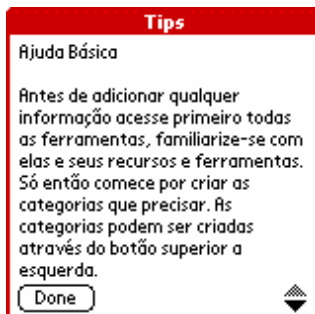 Tips
Ajuda Básica
Antes de adicionar qualquer
informação acesse primeiro todas
as ferramentas, familiarize-se com
elas e seus recursos e ferramentas.
Só então comece por criar as
categorias que precisar. As
categorias podem ser criadas
através do botão superior a
esquerda.
Done